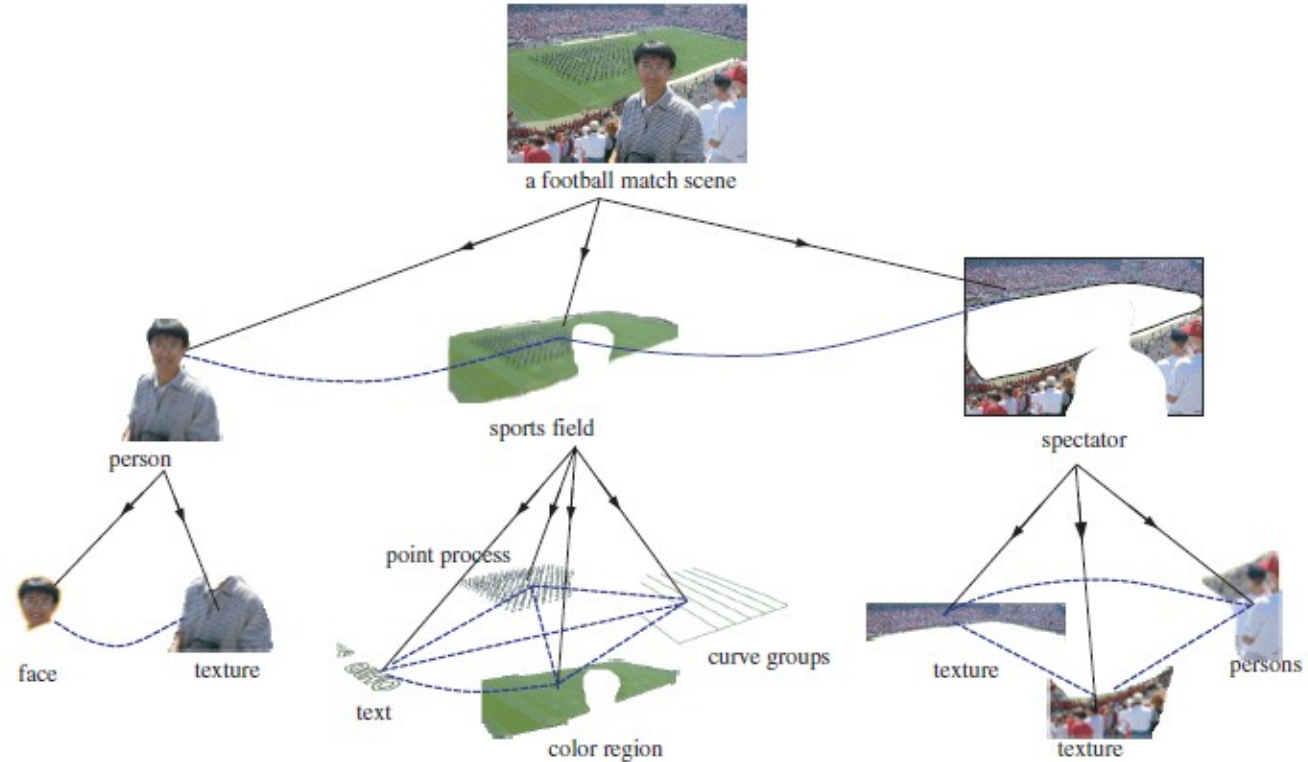 a football match scene
sports field
spectator
person
point process
curve groups
face
texture
texture
persons
text
color region
texture